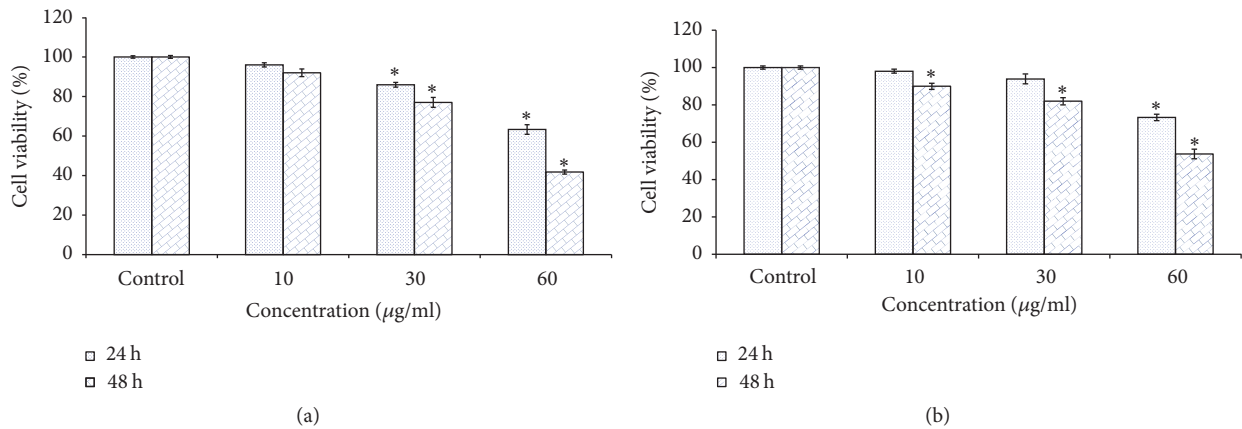 120
100
80
60
40
20
0
Cell viability (%)
* * * *
Control 10 30 60
Concentration (μg/ml)
24 h
48 h
(a)
120
100
80
60
40
20
0
Cell viability (%)
* * * *
Control 10 30 60
Concentration (μg/ml)
24 h
48 h
(b)